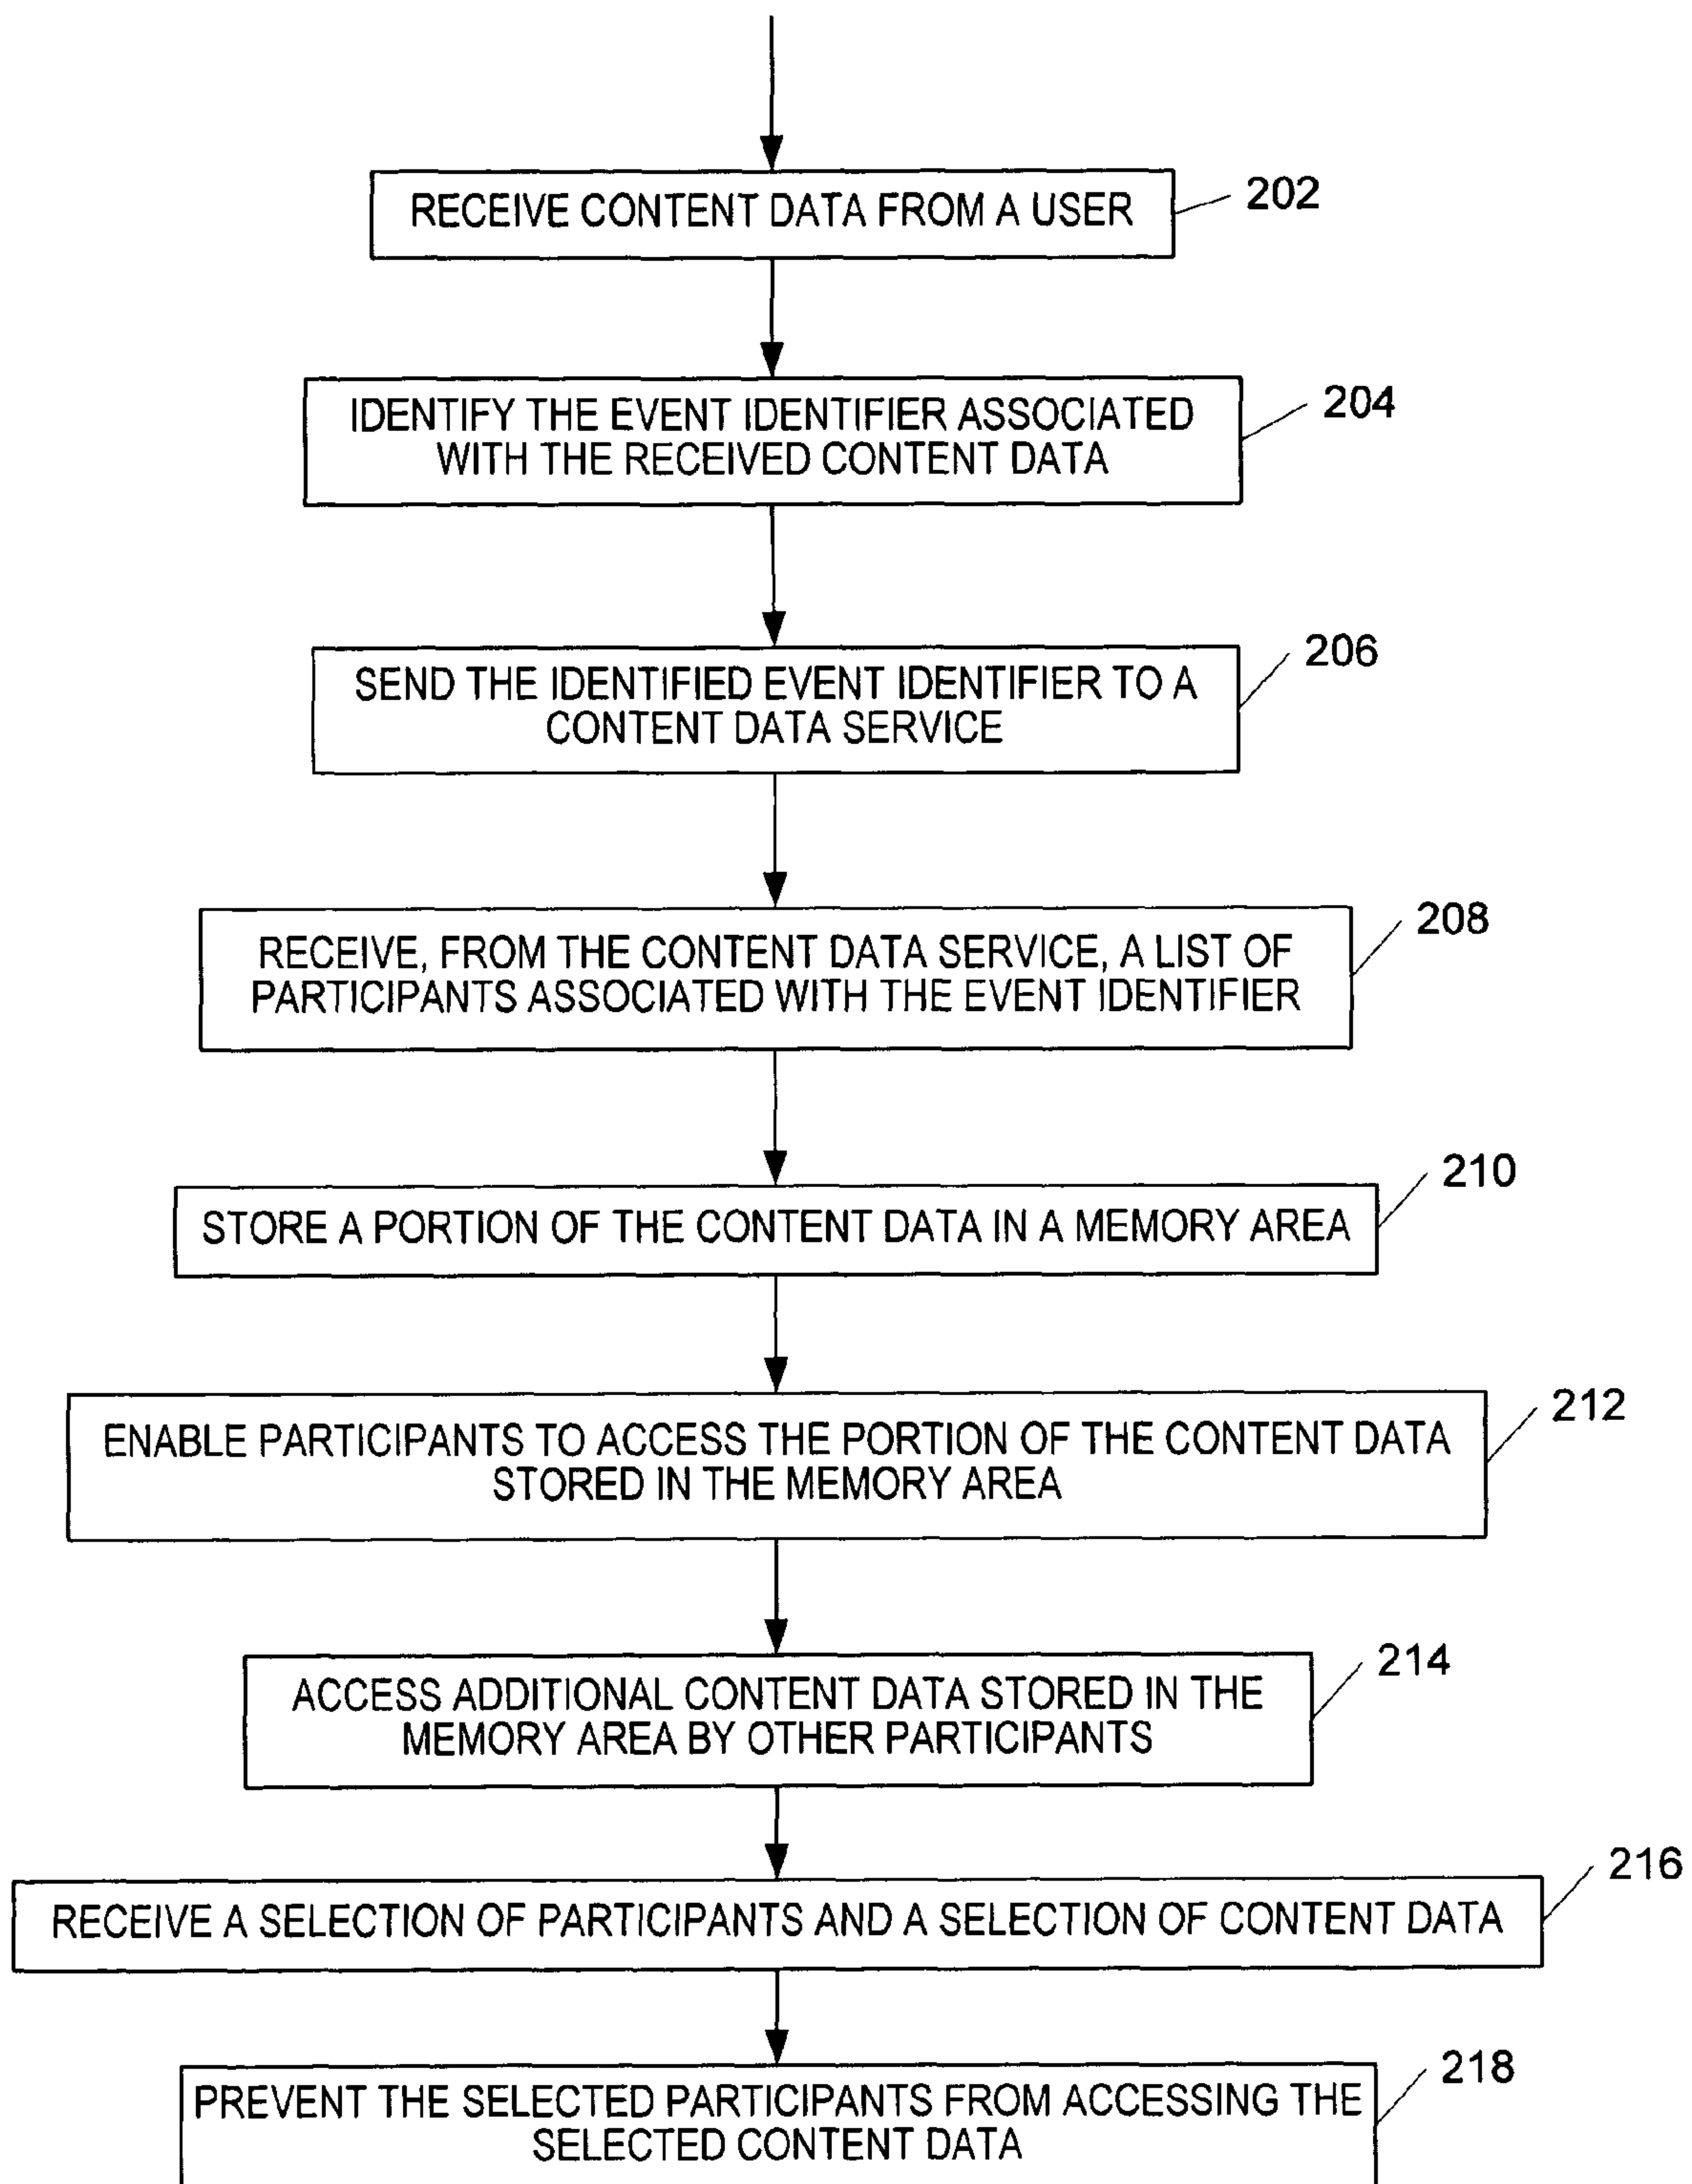 RECEIVE CONTENT DATA FROM A USER
202
IDENTIFY THE EVENT IDENTIFIER ASSOCIATED
WITH THE RECEIVED CONTENT DATA
204
SEND THE IDENTIFIED EVENT IDENTIFIER TO A
CONTENT DATA SERVICE
206
RECEIVE, FROM THE CONTENT DATA SERVICE, A LIST OF
PARTICIPANTS ASSOCIATED WITH THE EVENT IDENTIFIER
208
STORE A PORTION OF THE CONTENT DATA IN A MEMORY AREA
210
ENABLE PARTICIPANTS TO ACCESS THE PORTION OF THE CONTENT DATA
STORED IN THE MEMORY AREA
212
ACCESS ADDITIONAL CONTENT DATA STORED IN THE
MEMORY AREA BY OTHER PARTICIPANTS
214
RECEIVE A SELECTION OF PARTICIPANTS AND A SELECTION OF CONTENT DATA
216
PREVENT THE SELECTED PARTICIPANTS FROM ACCESSING THE
SELECTED CONTENT DATA
218